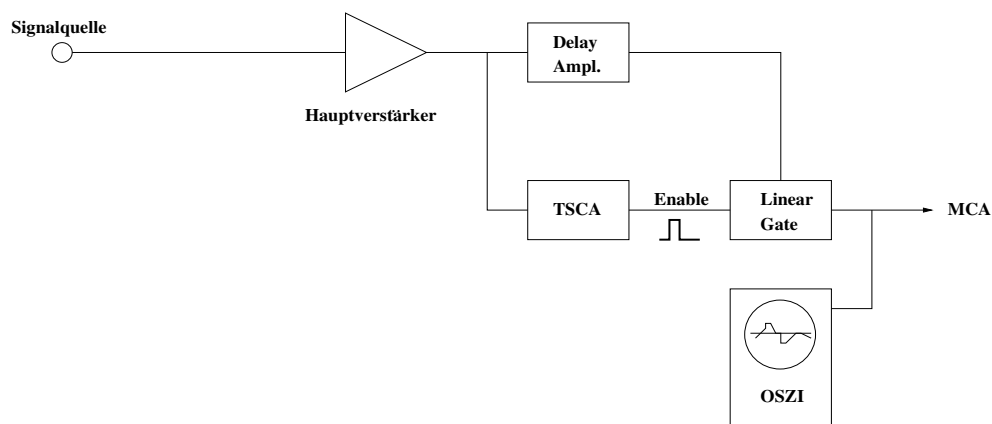 Signalquelle
Delay
Ampl.
Hauptverstärker
TSCA
Enable
Linear
Gate
MCA
OSZI